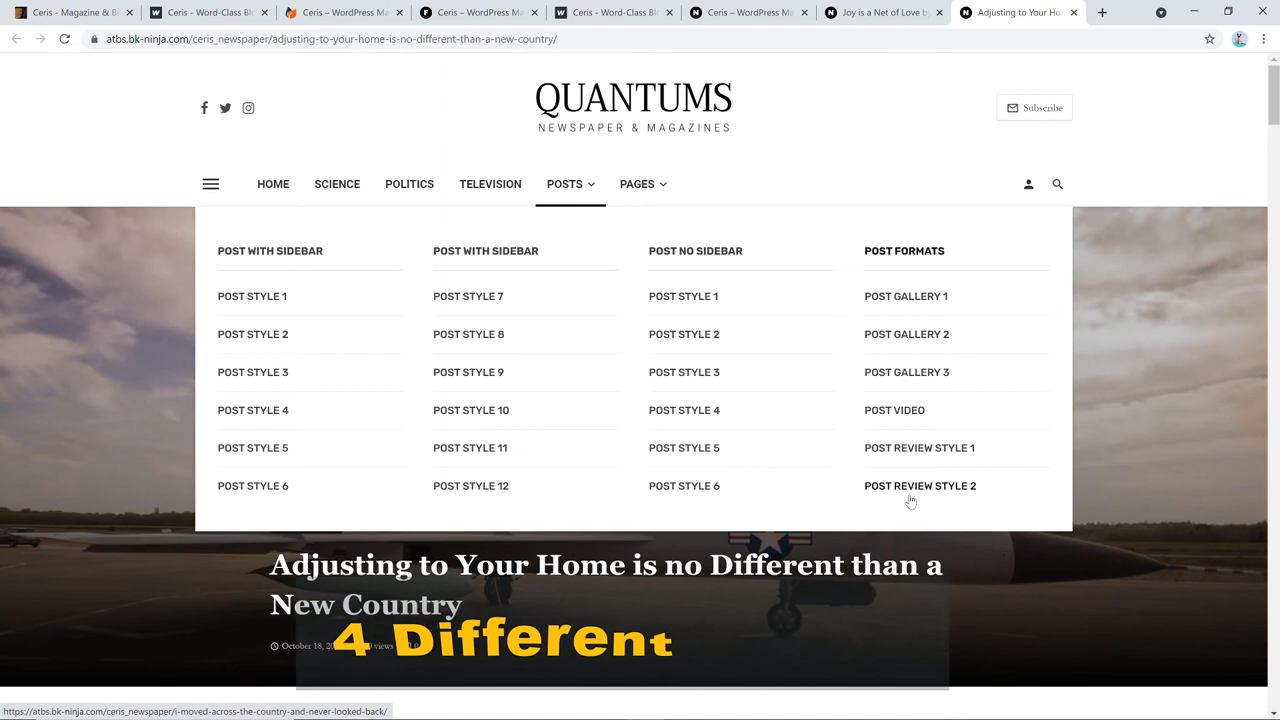 Ceris - Magazine & B
Ceris - Word-Class Bl
Ceris – WordPress Ma
Ceris – WordPress Ma
Ceris - Word-Class Bl
Ceris – WordPress Ma
Joy is a Net of Love b
Adjusting to Your Ho
atbs.bk-ninja.com/ceris_newspaper/adjusting-to-your-home-is-no-different-than-a-new-country/
QUANTUMS
NEWSPAPER & MAGAZINES
Subscribe
HOME SCIENCE POLITICS TELEVISION POSTS PAGES
POST WITH SIDEBAR
POST STYLE 1
POST STYLE 2
POST STYLE 3
POST STYLE 4
POST STYLE 5
POST STYLE 6
POST WITH SIDEBAR
POST STYLE 7
POST STYLE 8
POST STYLE 9
POST STYLE 10
POST STYLE 11
POST STYLE 12
POST NO SIDEBAR
POST STYLE 1
POST STYLE 2
POST STYLE 3
POST STYLE 4
POST STYLE 5
POST STYLE 6
POST FORMATS
POST GALLERY 1
POST GALLERY 2
POST GALLERY 3
POST VIDEO
POST REVIEW STYLE 1
POST REVIEW STYLE 2
Adjusting to Your Home is no Different than a
New Country
October 18, views
4 Different
https://atbs.bk-ninja.com/ceris_newspaper/i-moved-across-the-country-and-never-looked-back/